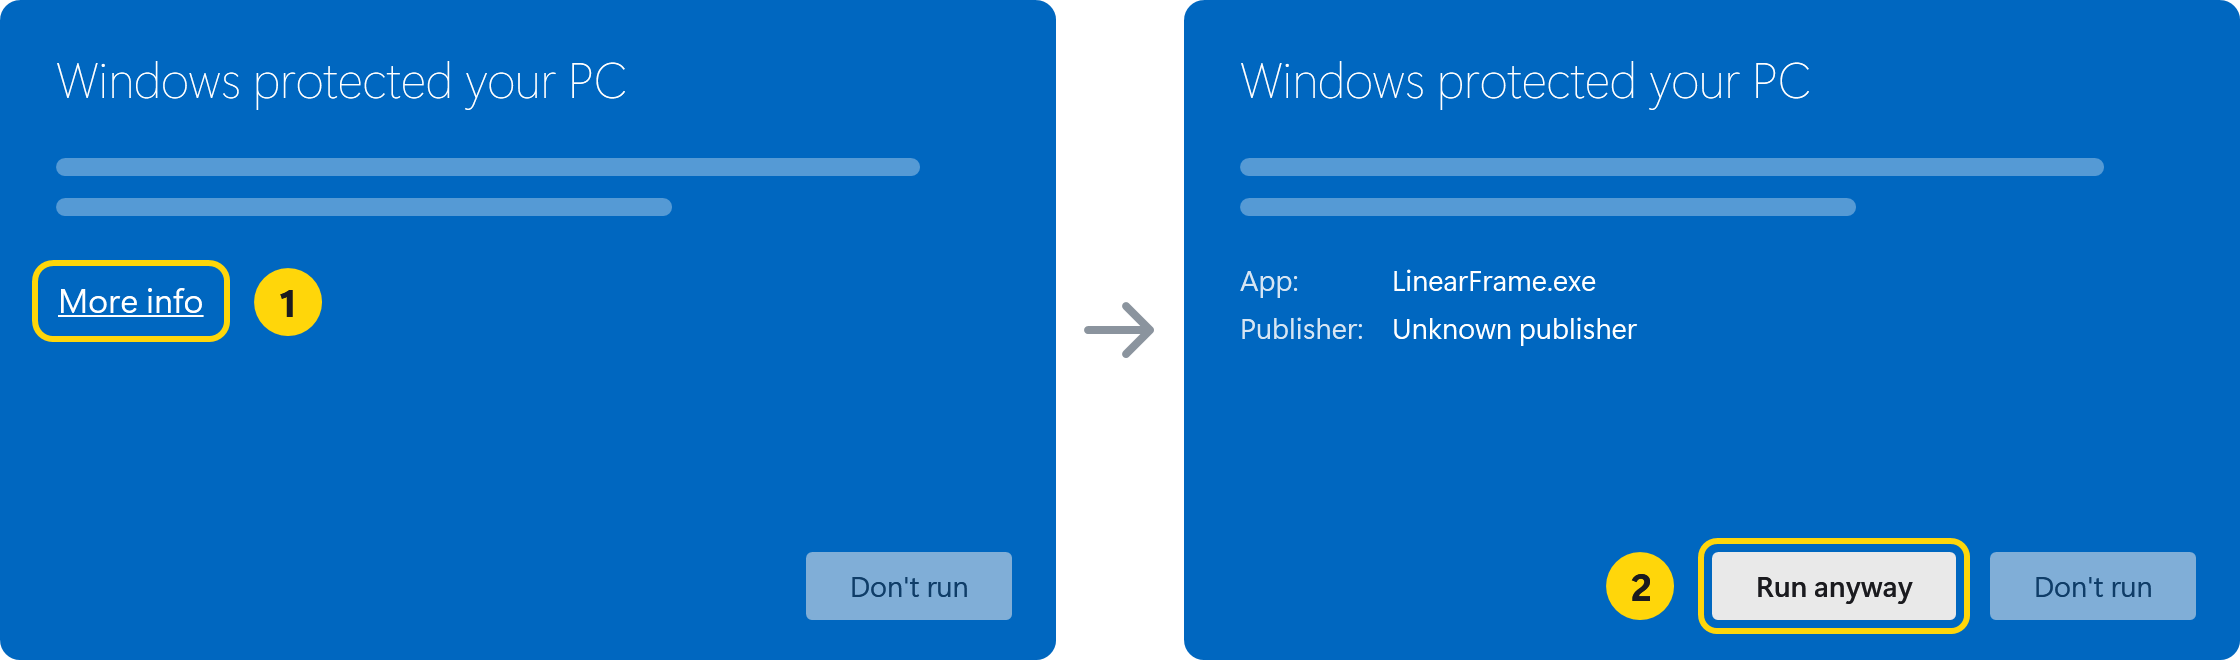 Windows protected your PC
More info
1
Don't run
Windows protected your PC
App: LinearFrame.exe
Publisher: Unknown publisher
2
Run anyway
Don't run